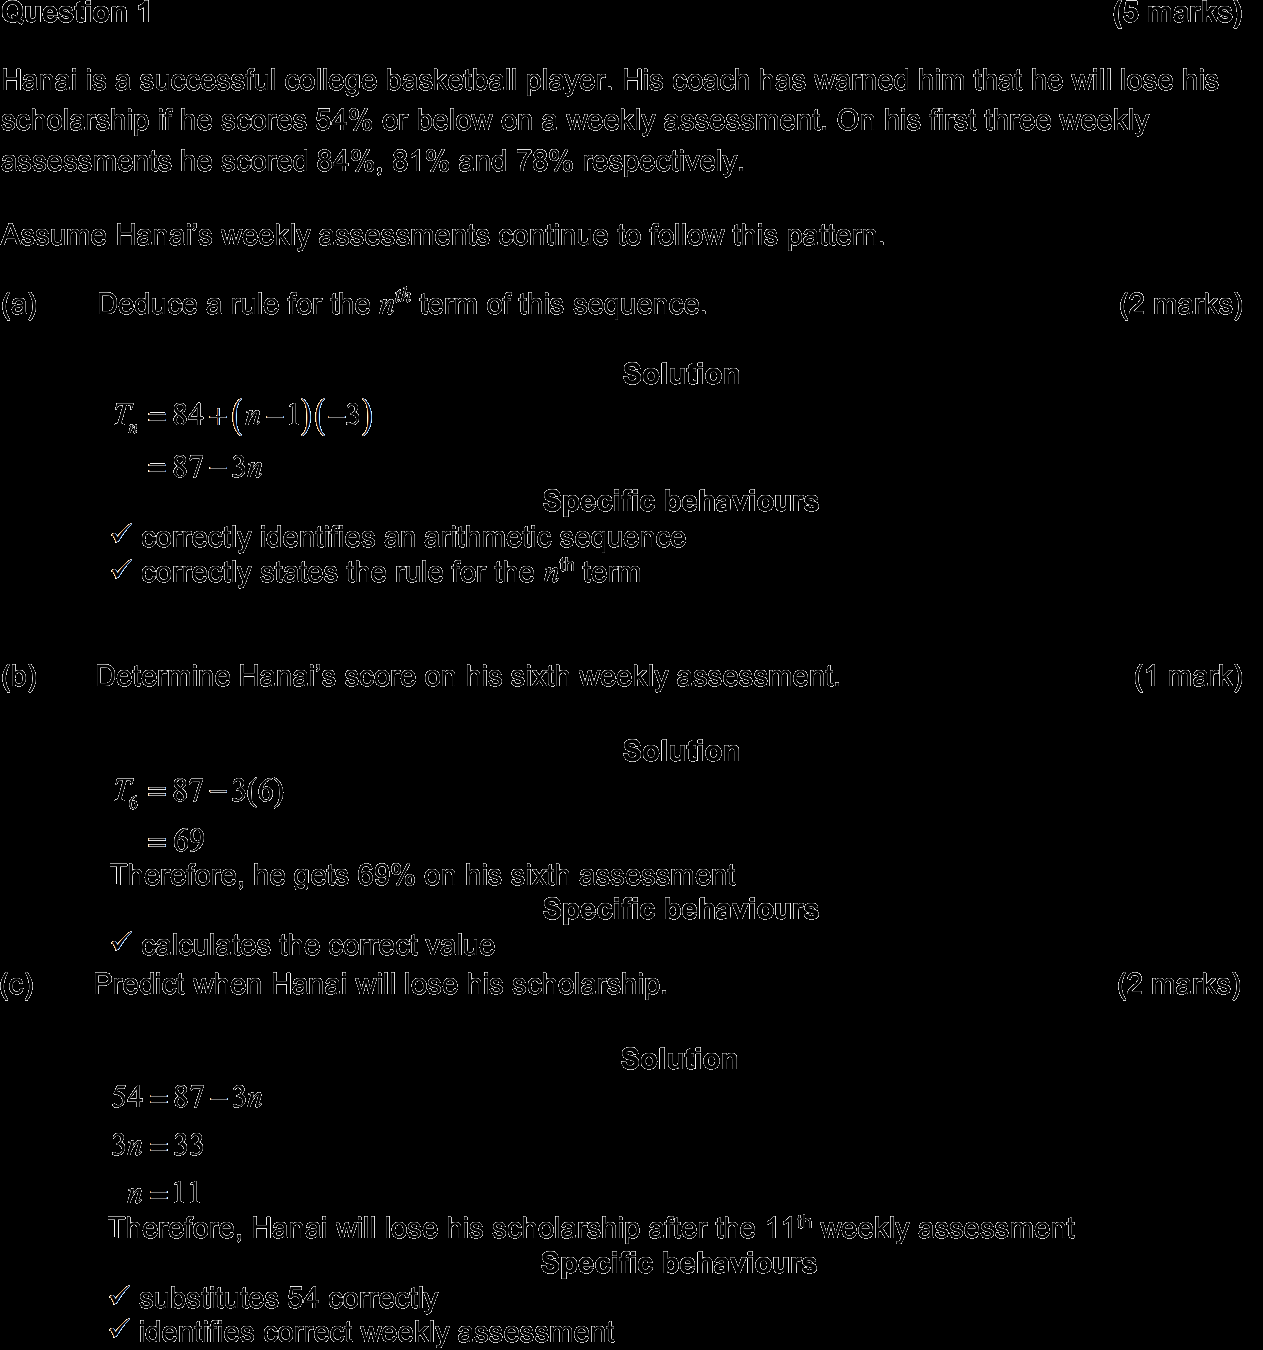 Question 1 (5 marks)
Hanai is a successful college basketball player. His coach has warned him that he will lose his
scholarship if he scores 54% or below on a weekly assessment. On his first three weekly
assessments he scored 84%, 81% and 78% respectively.
Assume Hanai's weekly assessments continue to follow this pattern.
(a) Deduce a rule for the nᵗʰ term of this sequence. (2 marks)
Solution
Tₙ = 84 + (n − 1)(−3)
= 87 − 3n
Specific behaviours
✓ correctly identifies an arithmetic sequence
✓ correctly states the rule for the nᵗʰ term
(b) Determine Hanai's score on his sixth weekly assessment. (1 mark)
Solution
T₆ = 87 − 3(6)
= 69
Therefore, he gets 69% on his sixth assessment
Specific behaviours
✓ calculates the correct value
(c) Predict when Hanai will lose his scholarship. (2 marks)
Solution
54 = 87 − 3n
3n = 33
n = 11
Therefore, Hanai will lose his scholarship after the 11ᵗʰ weekly assessment
Specific behaviours
✓ substitutes 54 correctly
✓ identifies correct weekly assessment